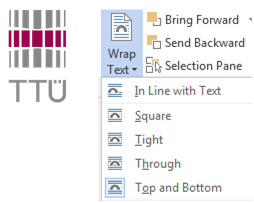 TTÜ
Wrap
Text
Bring Forward
Send Backward
Selection Pane
In Line with Text
Square
Tight
Through
Top and Bottom